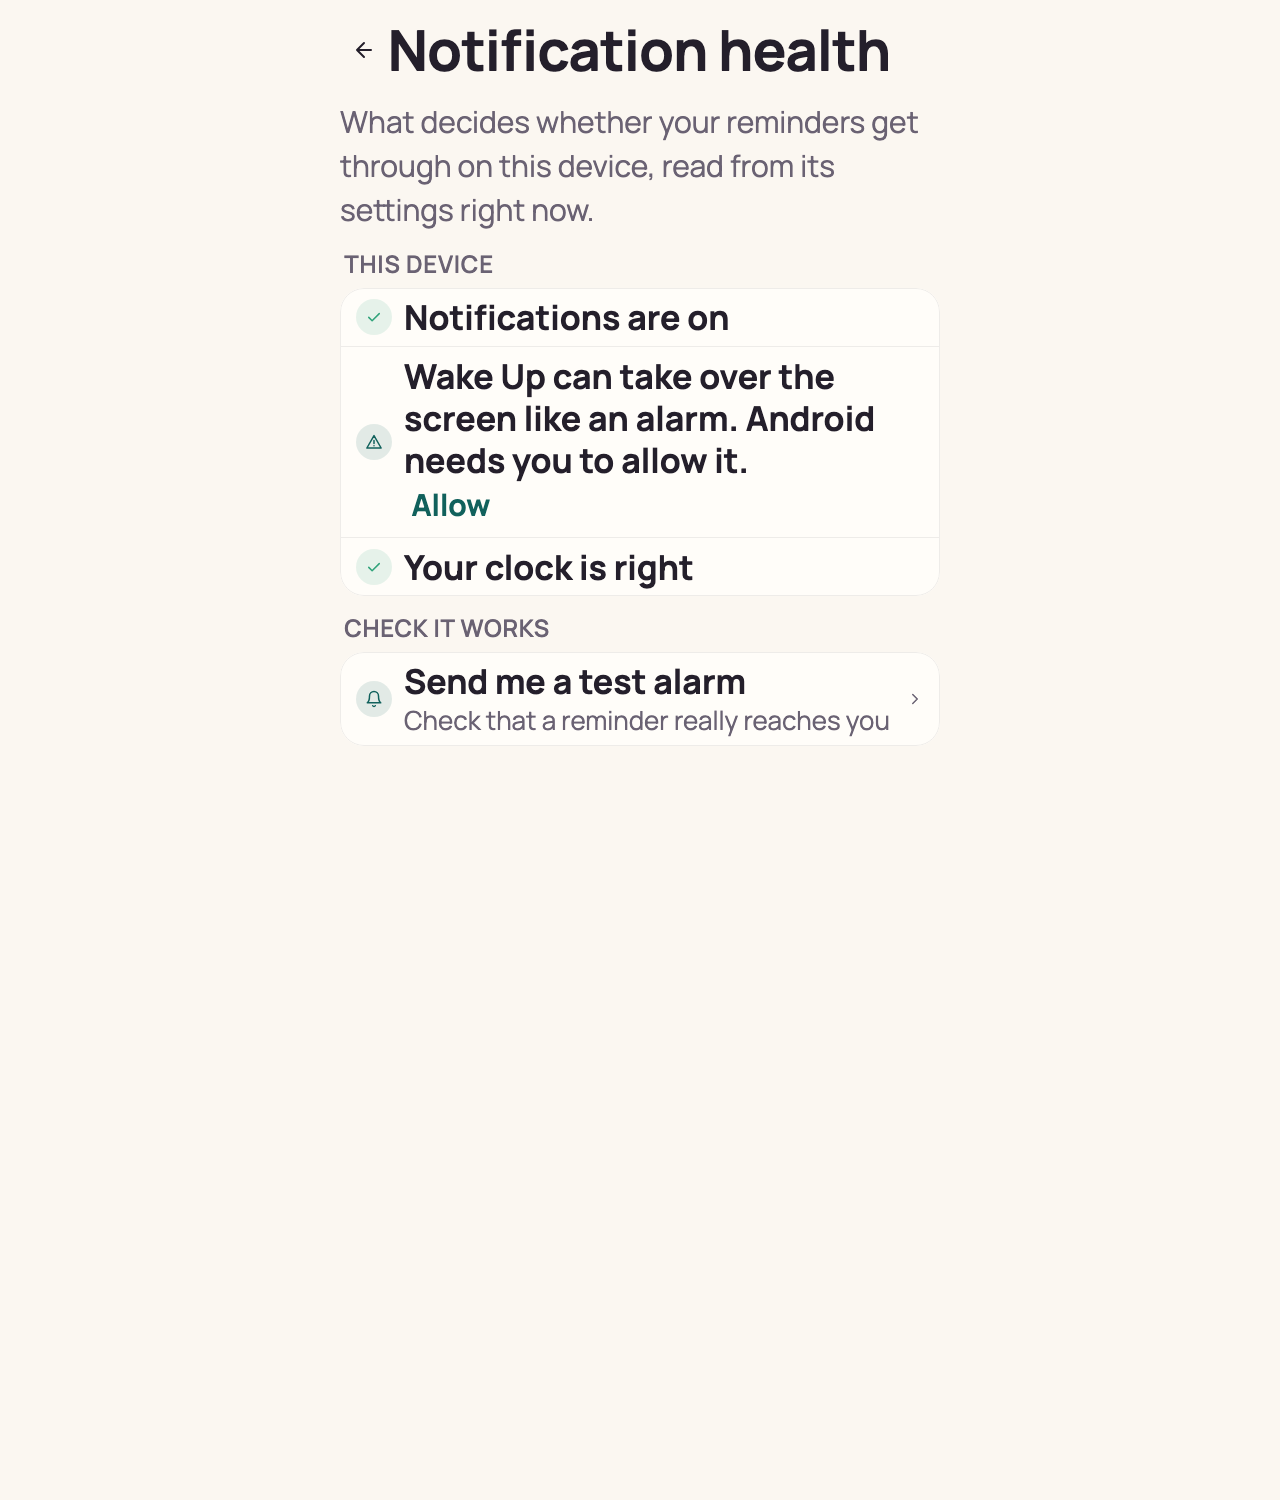 Notification health
What decides whether your reminders get
through on this device, read from its
settings right now.
THIS DEVICE
Notifications are on
Wake Up can take over the
screen like an alarm. Android
needs you to allow it.
Allow
Your clock is right
CHECK IT WORKS
Send me a test alarm
Check that a reminder really reaches you